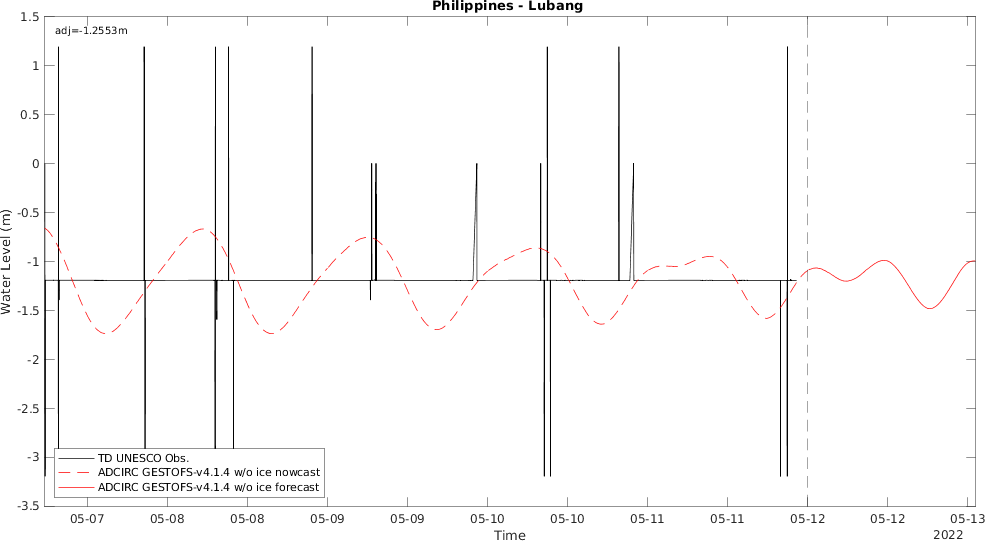 Philippines - Lubang
adj=-1.2553m
1.5
1
0.5
0
-0.5
-1
-1.5
-2
-2.5
-3
-3.5
Water Level (m)
TD UNESCO Obs.
ADCIRC GESTOFS-v4.1.4 w/o ice nowcast
ADCIRC GESTOFS-v4.1.4 w/o ice forecast
05-07 05-08 05-08 05-09 05-09 05-10 05-10 05-11 05-11 05-12 05-12 05-13
Time
2022